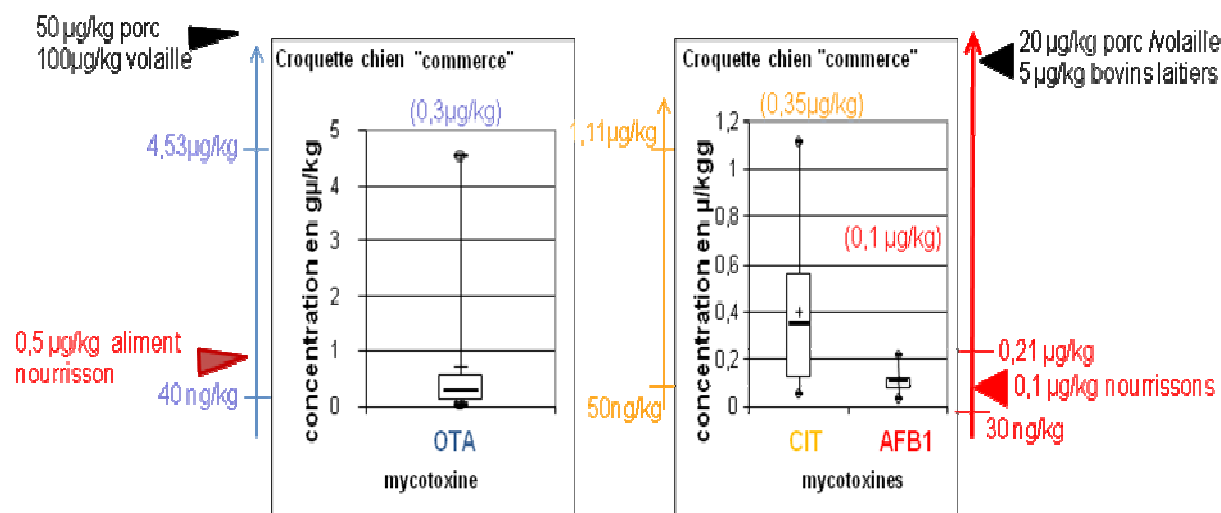 50 µg/kg porc
100µg/kg volaille
4,53µg/kg
0,5 µg/kg aliment
nourrisson
40 ng/kg
Croquette chien "commerce"
(0,3µg/kg)
concentration en gµ/kg
5
4
3
2
1
0
OTA
mycotoxine
1,11µg/kg
50ng/kg
Croquette chien "commerce"
(0,35µg/kg)
concentration en µ/kgg
1,2
1
0,8
0,6
0,4
0,2
0
(0,1 µg/kg)
CIT AFB1
mycotoxines
20 µg/kg porc /volaille
5 µg/kg bovins laitiers
0,21 µg/kg
0,1 µg/kg nourrissons
30 ng/kg